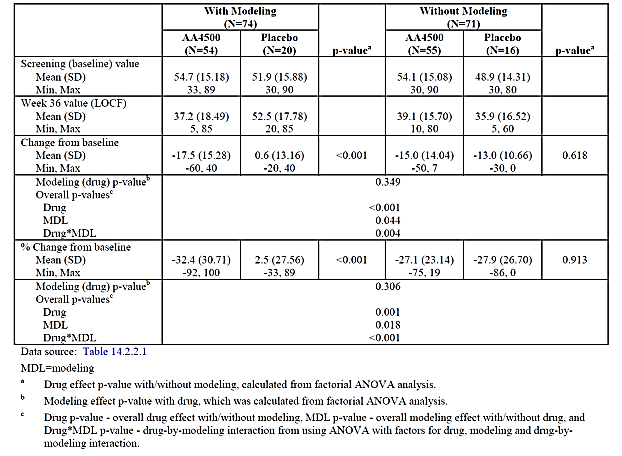 With Modeling (N=74) Without Modeling (N=71)
AA4500 (N=54) Placebo (N=20) p-valueᵃ AA4500 (N=55) Placebo (N=16) p-valueᵃ
Screening (baseline) value
Mean (SD) 54.7 (15.18) 51.9 (15.88) 54.1 (15.08) 48.9 (14.31)
Min, Max 33, 89 30, 90 30, 90 30, 80
Week 36 value (LOCF)
Mean (SD) 37.2 (18.49) 52.5 (17.78) 39.1 (15.70) 35.9 (16.52)
Min, Max 5, 85 20, 85 10, 80 5, 60
Change from baseline
Mean (SD) -17.5 (15.28) 0.6 (13.16) <0.001 -15.0 (14.04) -13.0 (10.66) 0.618
Min, Max -60, 40 -20, 40 -50, 7 -30, 0
Modeling (drug) p-valueᵇ 0.349
Overall p-valuesᶜ
Drug <0.001
MDL 0.044
Drug*MDL 0.004
% Change from baseline
Mean (SD) -32.4 (30.71) 2.5 (27.56) <0.001 -27.1 (23.14) -27.9 (26.70) 0.913
Min, Max -92, 100 -33, 89 -75, 19 -86, 0
Modeling (drug) p-valueᵇ 0.306
Overall p-valuesᶜ
Drug 0.001
MDL 0.018
Drug*MDL <0.001
Data source: Table 14.2.2.1
MDL=modeling
a Drug effect p-value with/without modeling, calculated from factorial ANOVA analysis.
b Modeling effect p-value with drug, which was calculated from factorial ANOVA analysis.
c Drug p-value - overall drug effect with/without modeling, MDL p-value - overall modeling effect with/without drug, and
Drug*MDL p-value - drug-by-modeling interaction from using ANOVA with factors for drug, modeling and drug-by-
modeling interaction.